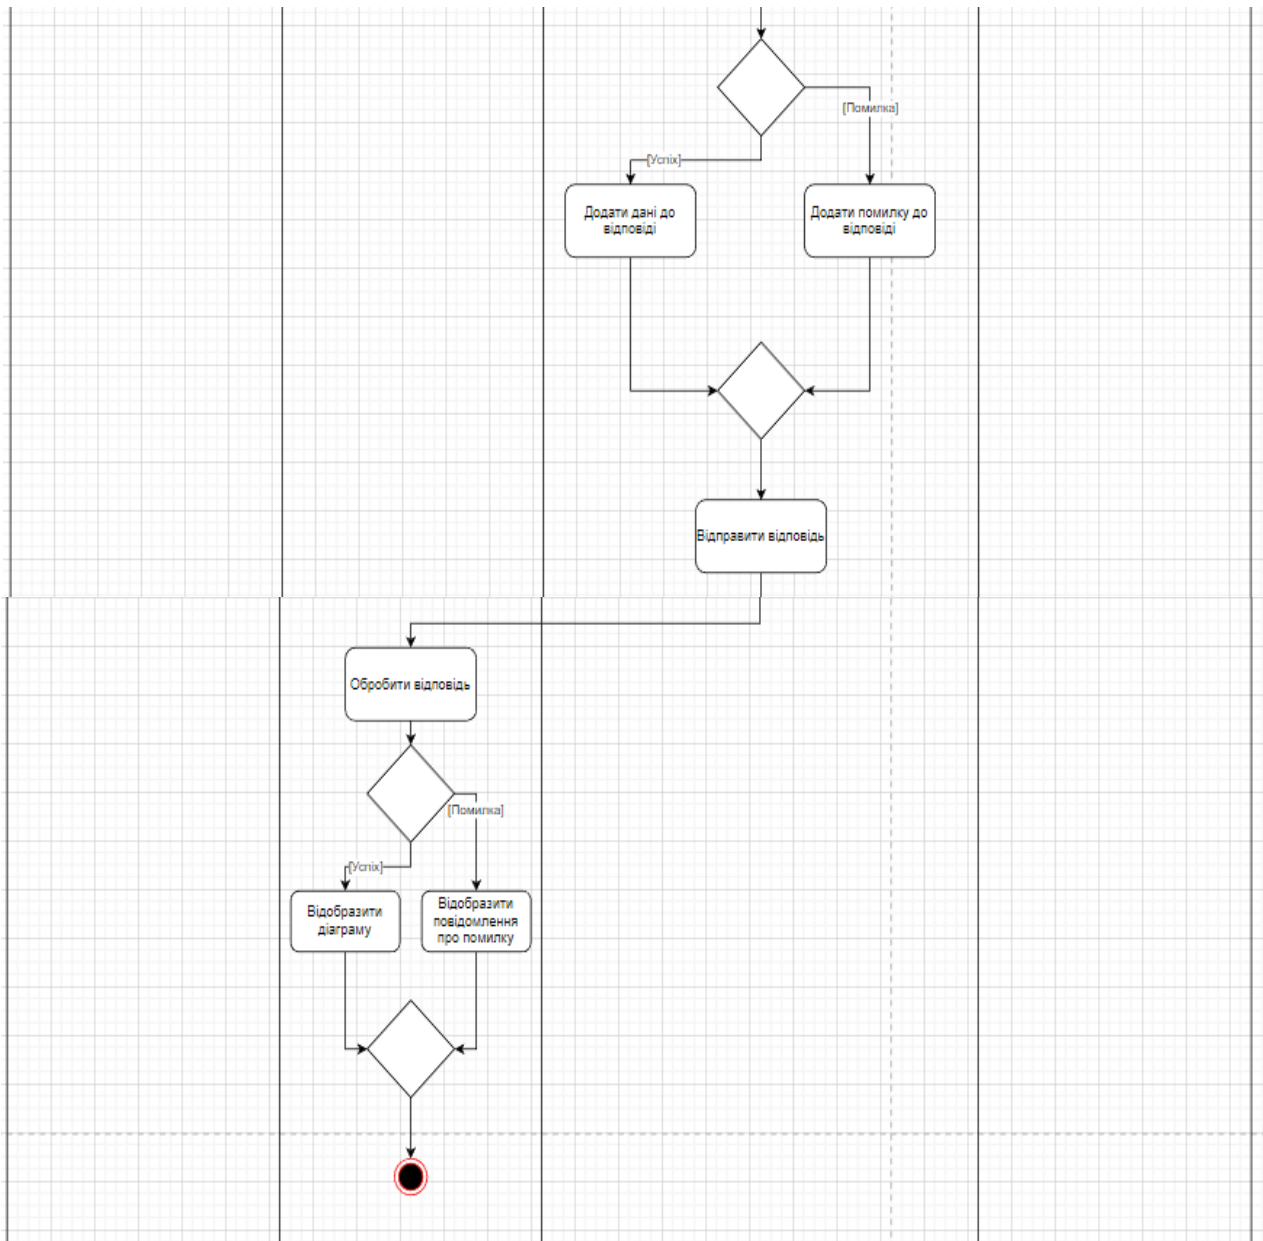 [Помилка]
[Успіх]
Додати дані до
відповіді
Додати помилку до
відповіді
Відправити відповідь
Обробити відповідь
[Помилка]
[Успіх]
Відобразити
діаграму
Відобразити
повідомлення
про помилку